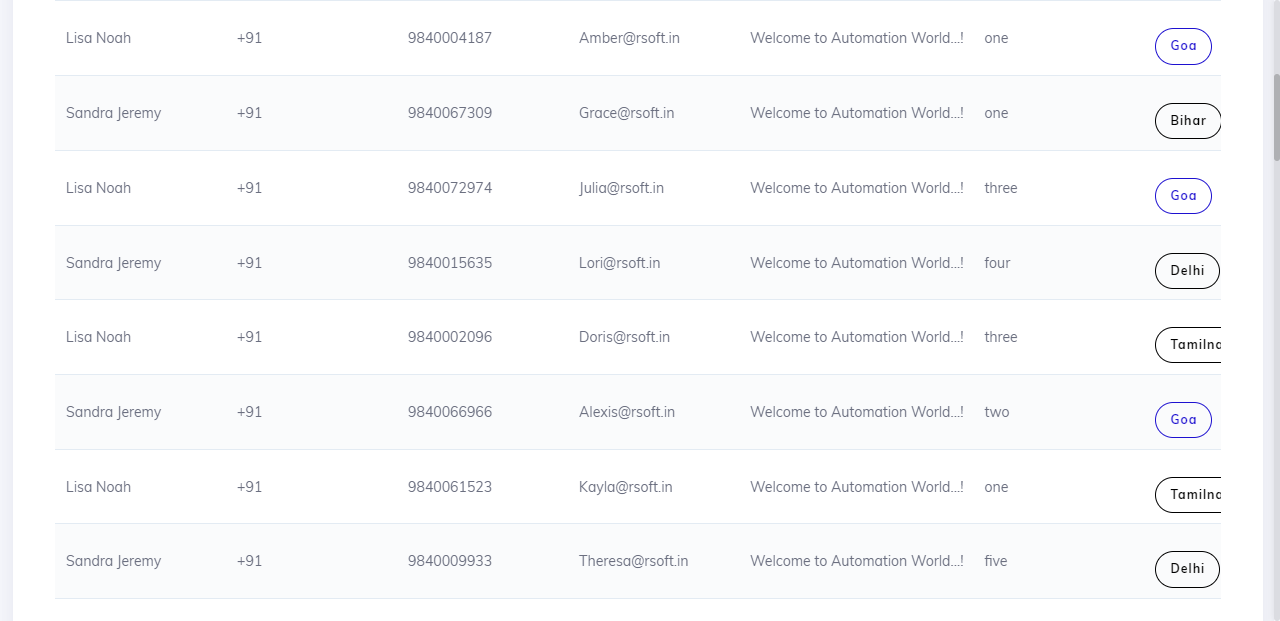 Lisa Noah +91 9840004187 Amber@rsoft.in Welcome to Automation World...! one Goa
Sandra Jeremy +91 9840067309 Grace@rsoft.in Welcome to Automation World...! one Bihar
Lisa Noah +91 9840072974 Julia@rsoft.in Welcome to Automation World...! three Goa
Sandra Jeremy +91 9840015635 Lori@rsoft.in Welcome to Automation World...! four Delhi
Lisa Noah +91 9840002096 Doris@rsoft.in Welcome to Automation World...! three Tamilna
Sandra Jeremy +91 9840066966 Alexis@rsoft.in Welcome to Automation World...! two Goa
Lisa Noah +91 9840061523 Kayla@rsoft.in Welcome to Automation World...! one Tamilna
Sandra Jeremy +91 9840009933 Theresa@rsoft.in Welcome to Automation World...! five Delhi